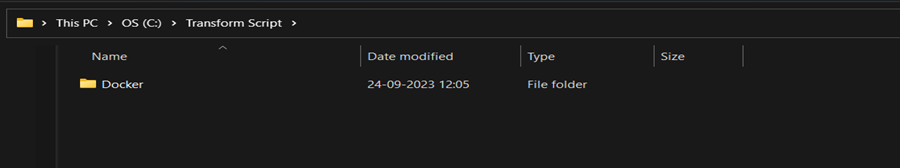 This PC > OS (C:) > Transform Script >
Name Date modified Type Size
Docker 24-09-2023 12:05 File folder